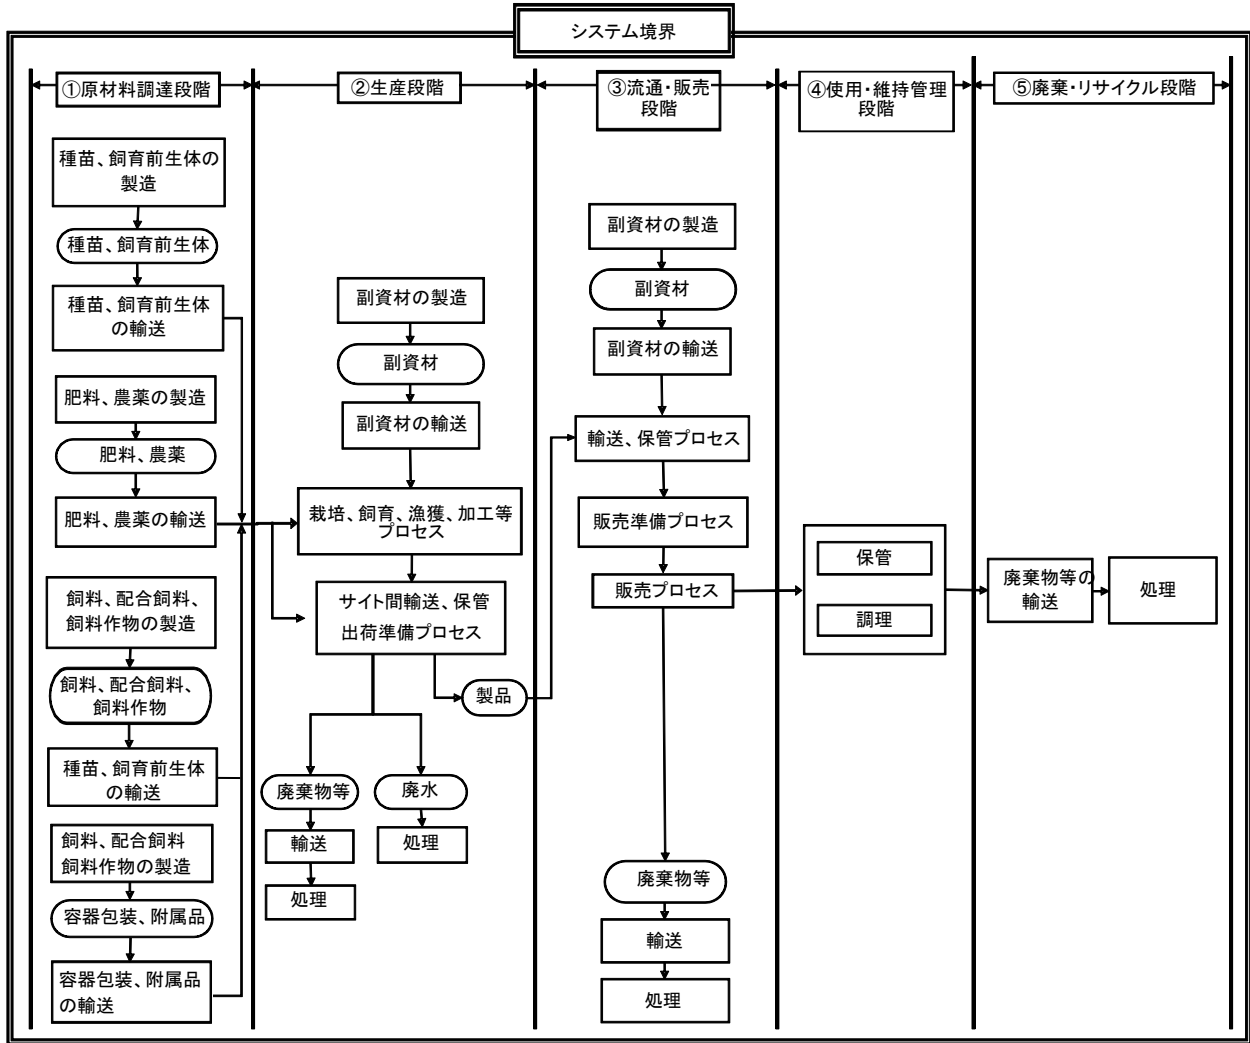 システム境界
①原材料調達段階
②生産段階
③流通・販売
段階
④使用・維持管理
段階
⑤廃棄・リサイクル段階
種苗、飼育前生体の
製造
種苗、飼育前生体
種苗、飼育前生体
の輸送
肥料、農薬の製造
肥料、農薬
肥料、農薬の輸送
飼料、配合飼料、
飼料作物の製造
飼料、配合飼料、
飼料作物
種苗、飼育前生体
の輸送
飼料、配合飼料
飼料作物の製造
容器包装、附属品
容器包装、附属品
の輸送
副資材の製造
副資材
副資材の輸送
栽培、飼育、漁獲、加工等
プロセス
サイト間輸送、保管
出荷準備プロセス
製品
廃棄物等
輸送
処理
廃水
処理
副資材の製造
副資材
副資材の輸送
輸送、保管プロセス
販売準備プロセス
販売プロセス
廃棄物等
輸送
処理
保管
調理
廃棄物等の
輸送
処理